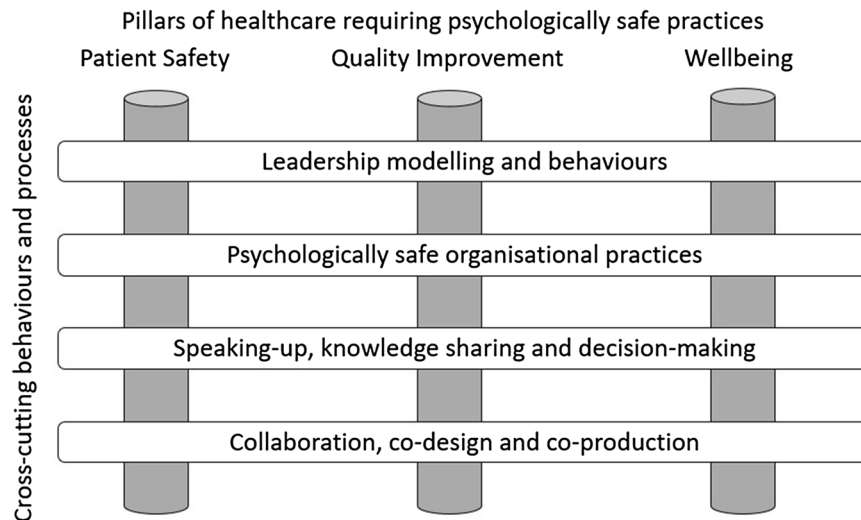 Pillars of healthcare requiring psychologically safe practices
Patient Safety
Quality Improvement
Wellbeing
Cross-cutting behaviours and processes
Leadership modelling and behaviours
Psychologically safe organisational practices
Speaking-up, knowledge sharing and decision-making
Collaboration, co-design and co-production